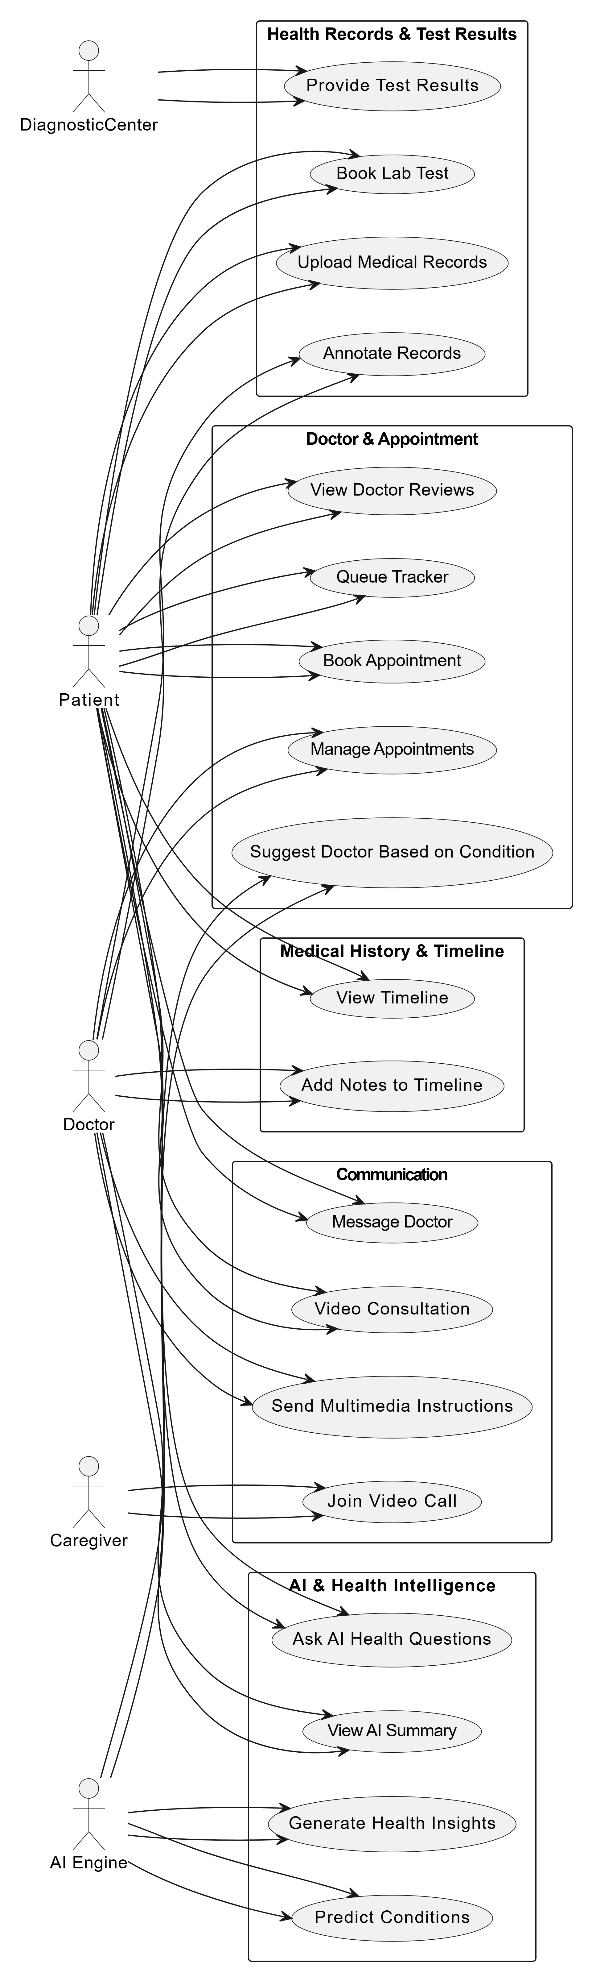 Health Records & Test Results
Provide Test Results
DiagnosticCenter
Book Lab Test
Upload Medical Records
Annotate Records
Doctor & Appointment
View Doctor Reviews
Queue Tracker
Book Appointment
Patient
Manage Appointments
Suggest Doctor Based on Condition
Medical History & Timeline
View Timeline
Add Notes to Timeline
Doctor
Communication
Message Doctor
Video Consultation
Send Multimedia Instructions
Join Video Call
Caregiver
AI & Health Intelligence
Ask AI Health Questions
View AI Summary
Generate Health Insights
AI Engine
Predict Conditions